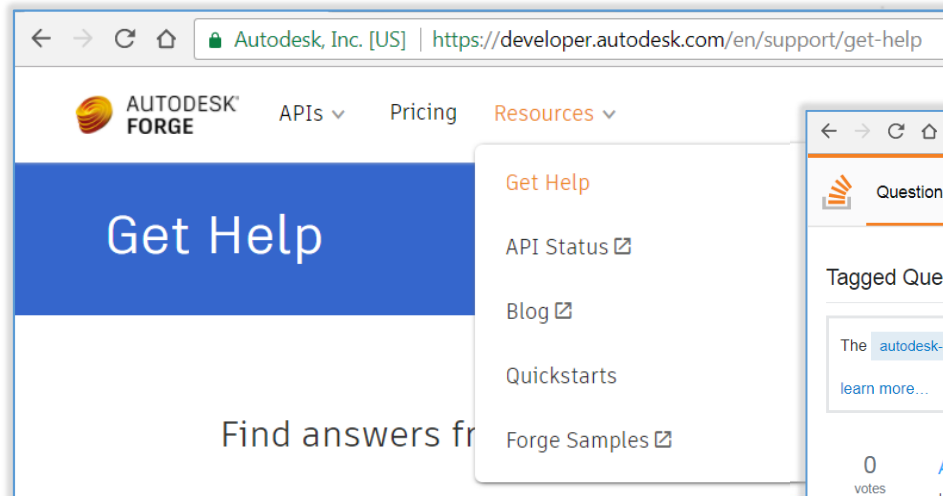 Autodesk, Inc. [US] | https://developer.autodesk.com/en/support/get-help
AUTODESK
FORGE
APIs
Pricing
Resources
Get Help
Get Help
API Status
Blog
Quickstarts
Forge Samples
Find answers fr
Question
Tagged Que
The autodesk-
learn more...
0
votes